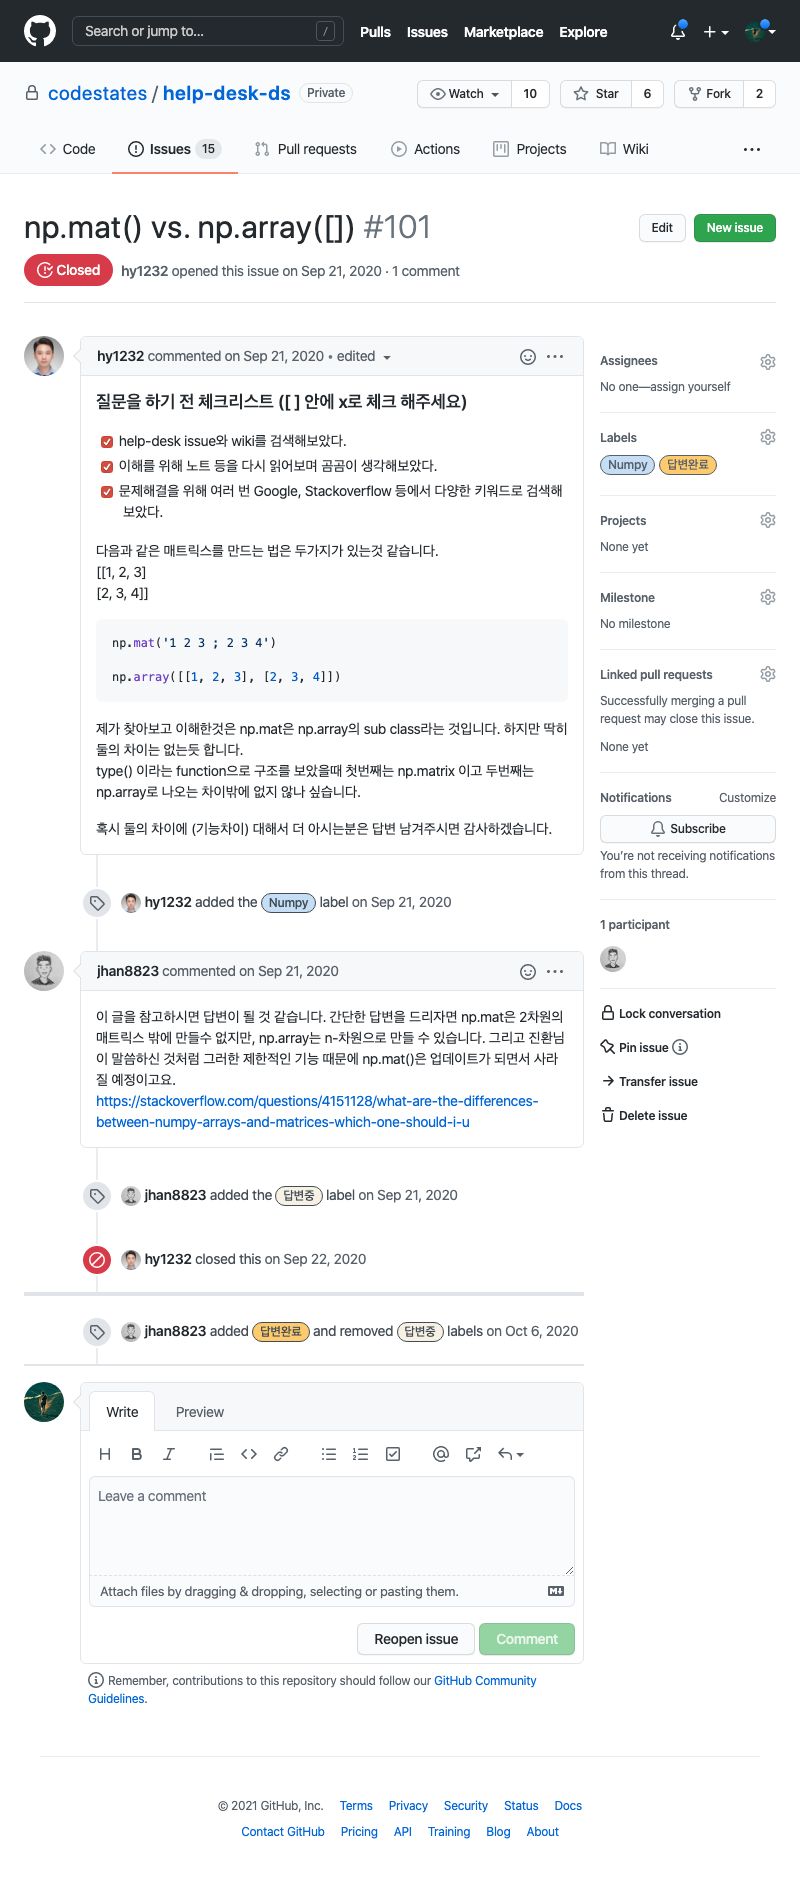 Search or jump to... /
Pulls Issues Marketplace Explore
codestates / help-desk-ds Private
Watch 10 Star 6 Fork 2
Code Issues 15 Pull requests Actions Projects Wiki ...
np.mat() vs. np.array([]) #101
Edit New issue
Closed hy1232 opened this issue on Sep 21, 2020 · 1 comment
hy1232 commented on Sep 21, 2020 • edited
질문을 하기 전 체크리스트 ([ ] 안에 x로 체크 해주세요)
help-desk issue와 wiki를 검색해보았다.
이해를 위해 노트 등을 다시 읽어보며 곰곰이 생각해보았다.
문제해결을 위해 여러 번 Google, Stackoverflow 등에서 다양한 키워드로 검색해
보았다.
다음과 같은 매트릭스를 만드는 법은 두가지가 있는것 같습니다.
[[1, 2, 3]
[2, 3, 4]]
np.mat('1 2 3 ; 2 3 4')
np.array([[1, 2, 3], [2, 3, 4]])
제가 찾아보고 이해한것은 np.mat은 np.array의 sub class라는 것입니다. 하지만 딱히
둘의 차이는 없는듯 합니다.
type() 이라는 function으로 구조를 보았을때 첫번째는 np.matrix 이고 두번째는
np.array로 나오는 차이밖에 없지 않나 싶습니다.
혹시 둘의 차이에 (기능차이) 대해서 더 아시는분은 답변 남겨주시면 감사하겠습니다.
hy1232 added the Numpy label on Sep 21, 2020
jhan8823 commented on Sep 21, 2020
이 글을 참고하시면 답변이 될 것 같습니다. 간단한 답변을 드리자면 np.mat은 2차원의
매트릭스 밖에 만들수 없지만, np.array는 n-차원으로 만들 수 있습니다. 그리고 진환님
이 말씀하신 것처럼 그러한 제한적인 기능 때문에 np.mat()은 업데이트가 되면서 사라
질 예정이고요.
https://stackoverflow.com/questions/4151128/what-are-the-differences-
between-numpy-arrays-and-matrices-which-one-should-i-u
jhan8823 added the 답변중 label on Sep 21, 2020
hy1232 closed this on Sep 22, 2020
jhan8823 added 답변완료 and removed 답변중 labels on Oct 6, 2020
Write Preview
Leave a comment
Attach files by dragging & dropping, selecting or pasting them.
Reopen issue Comment
Remember, contributions to this repository should follow our GitHub Community
Guidelines.
Assignees
No one—assign yourself
Labels
Numpy 답변완료
Projects
None yet
Milestone
No milestone
Linked pull requests
Successfully merging a pull
request may close this issue.
None yet
Notifications Customize
Subscribe
You're not receiving notifications
from this thread.
1 participant
Lock conversation
Pin issue
Transfer issue
Delete issue
© 2021 GitHub, Inc. Terms Privacy Security Status Docs
Contact GitHub Pricing API Training Blog About